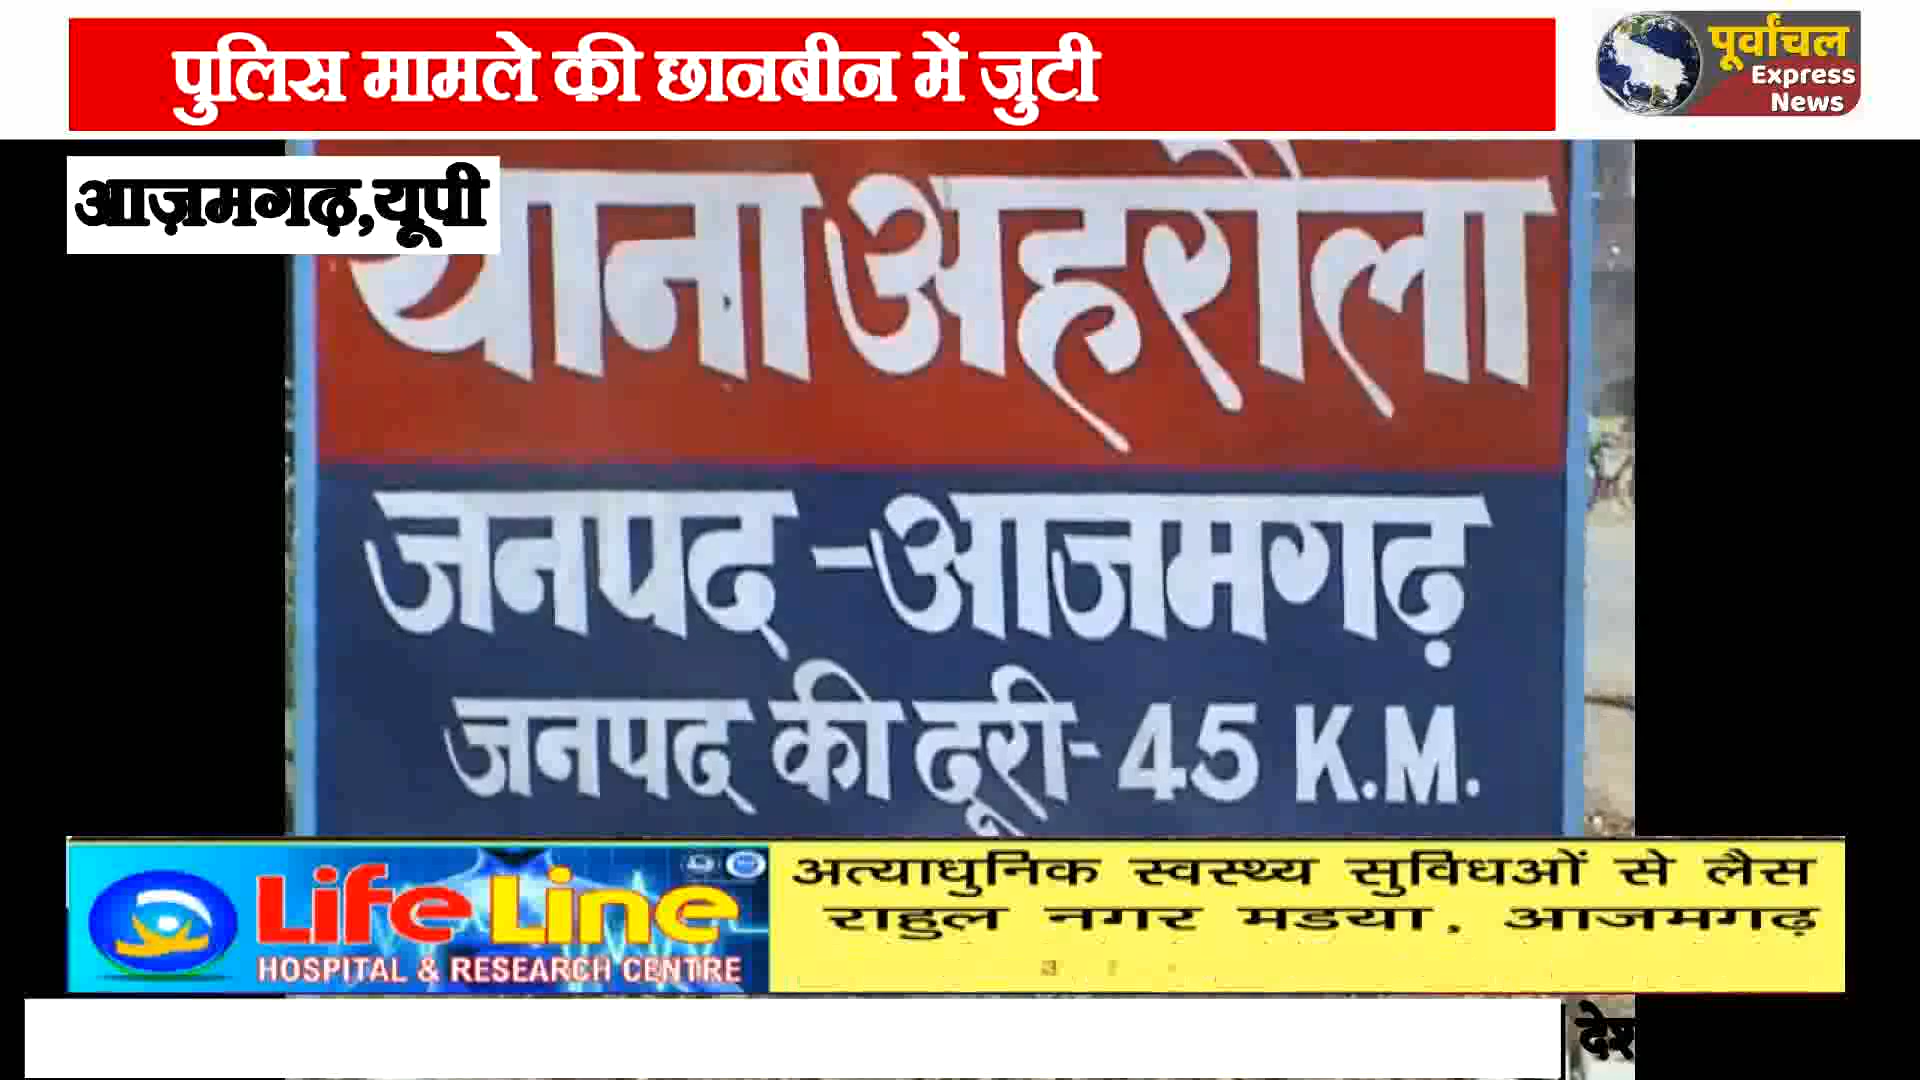 पुलिस मामले की छानबीन में जुटी
पूर्वांचल
Express
News
आज़मगढ़,यूपी
थाना अहरौला
जनपद् - आजमगढ़
जनपद् की दूरी - 45 K.M.
Life Line
HOSPITAL & RESEARCH CENTRE
अत्याधुनिक स्वस्थ्य सुविधओं से लैस
राहुल नगर मडया, आजमगढ़